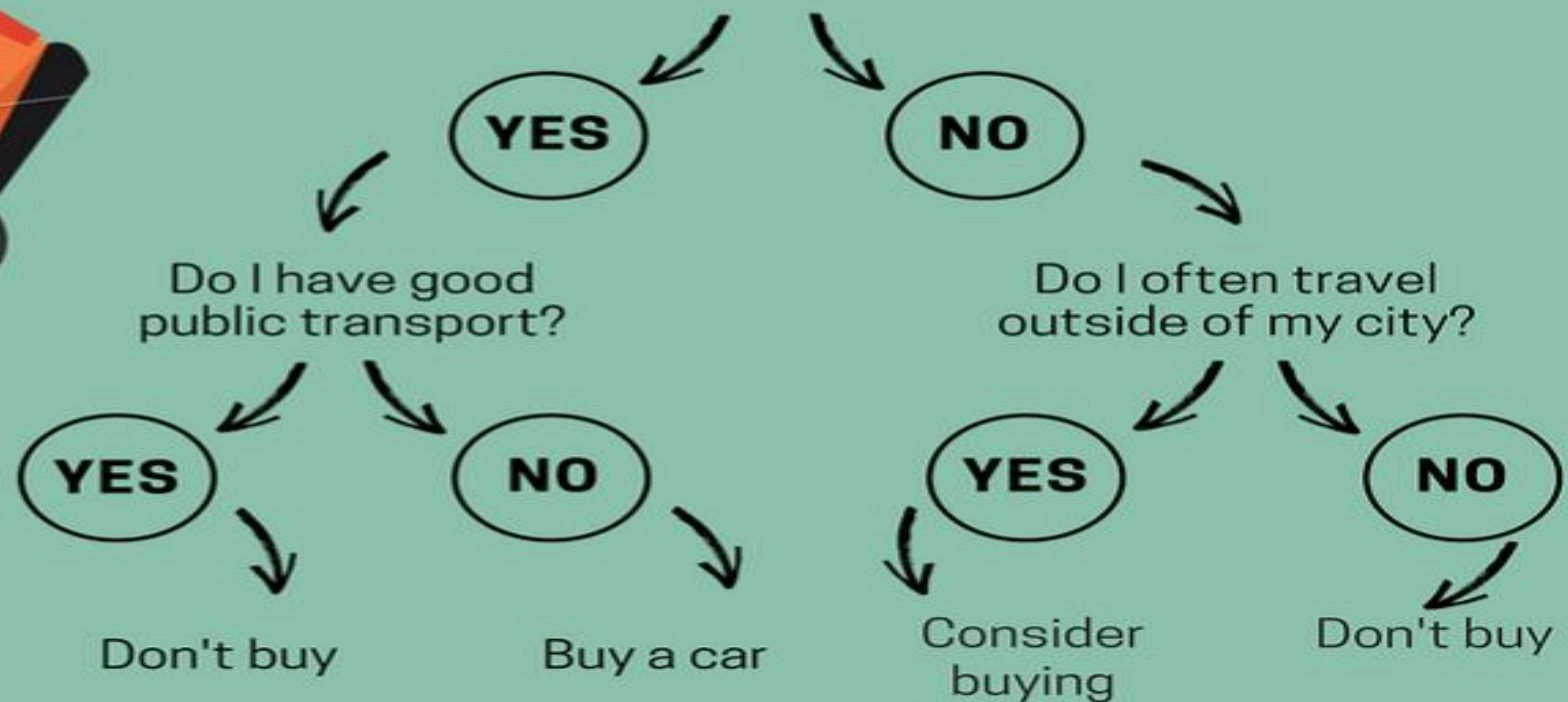 YES
NO
Do I have good
public transport?
Do I often travel
outside of my city?
YES
NO
YES
NO
Don't buy
Buy a car
Consider
buying
Don't buy